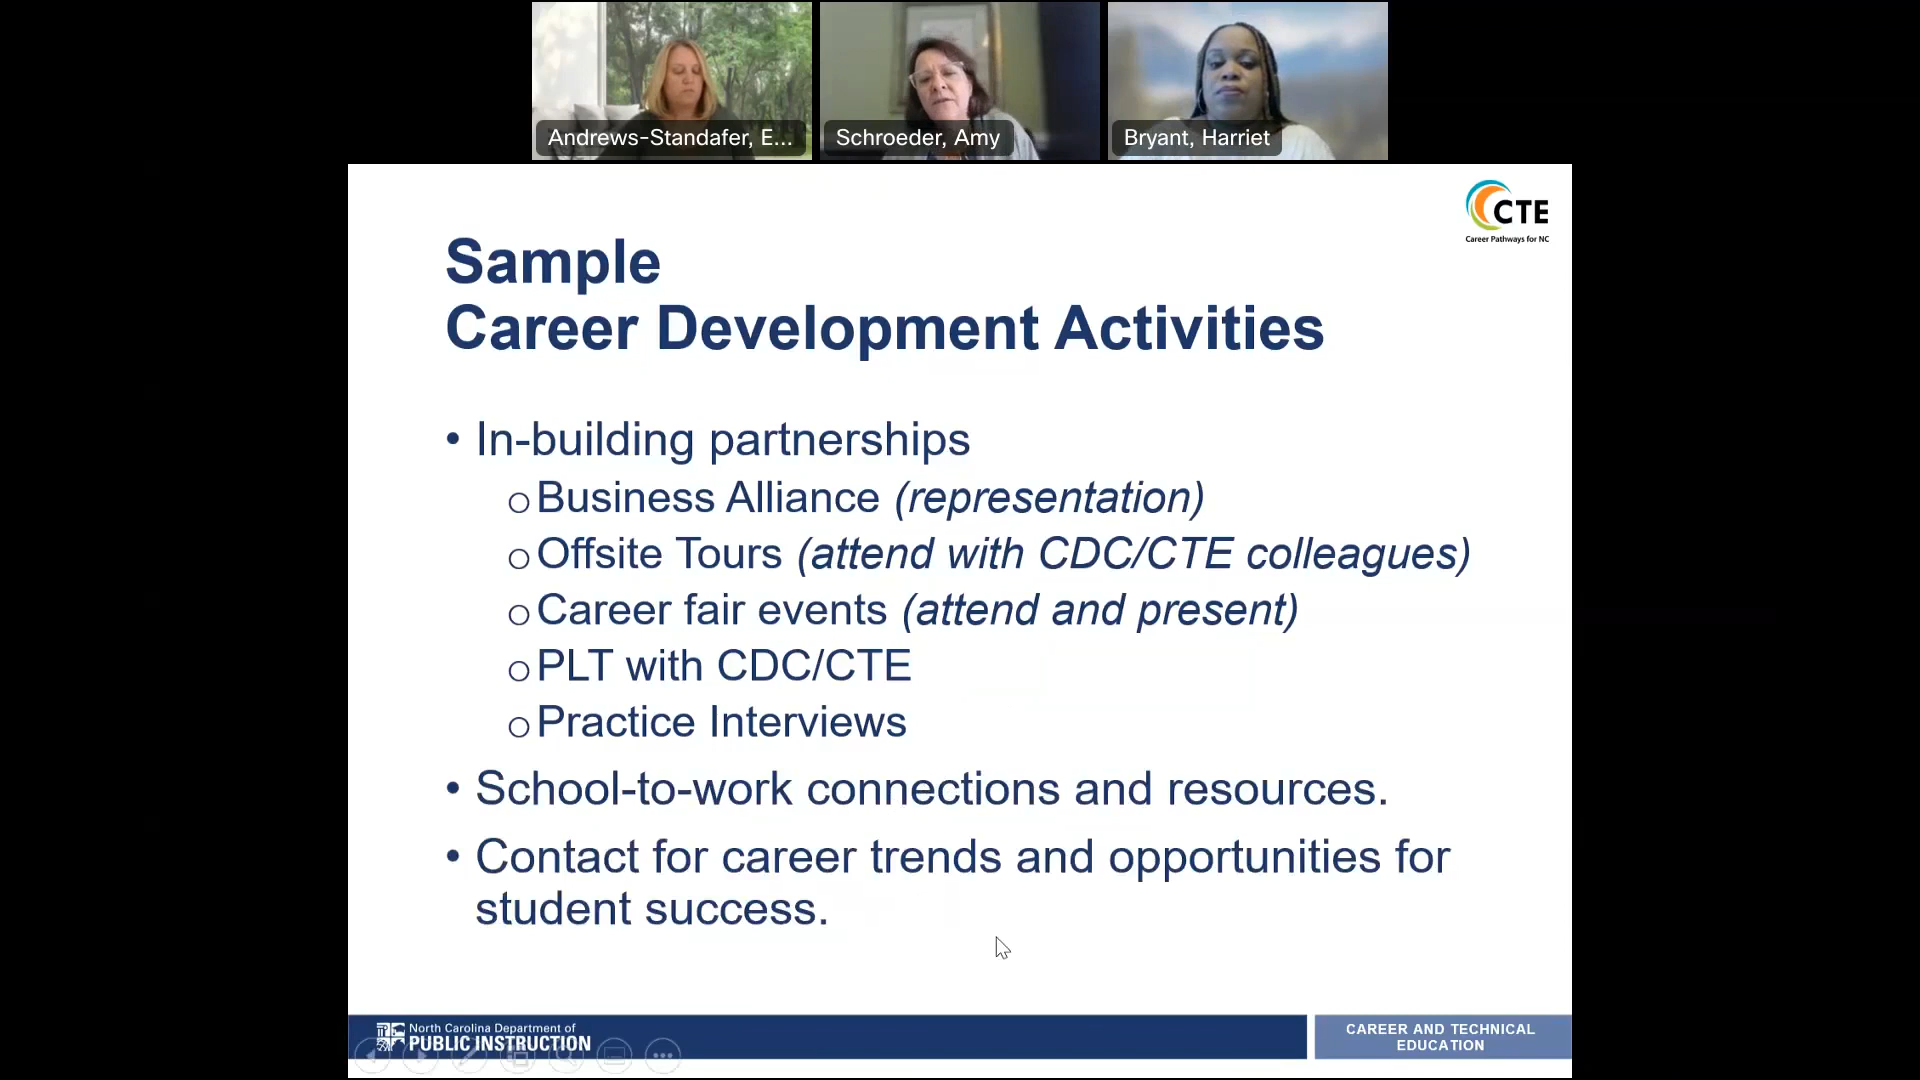 Andrews-Standafer, E...
Schroeder, Amy
Bryant, Harriet
CTE
Career Pathways for NC
Sample
Career Development Activities
• In-building partnerships
o Business Alliance (representation)
o Offsite Tours (attend with CDC/CTE colleagues)
o Career fair events (attend and present)
o PLT with CDC/CTE
o Practice Interviews
• School-to-work connections and resources.
• Contact for career trends and opportunities for
student success.
North Carolina Department of
PUBLIC INSTRUCTION
CAREER AND TECHNICAL
EDUCATION